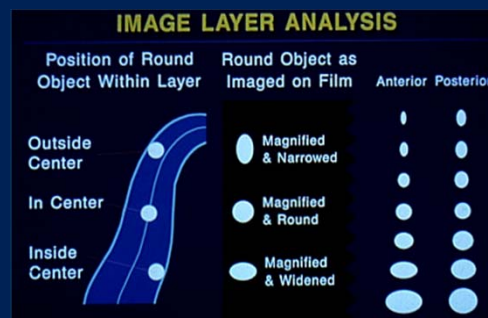 IMAGE LAYER ANALYSIS
Position of Round
Object Within Layer
Round Object as
Imaged on Film
Anterior Posterior
Outside
Center
Magnified
& Narrowed
In Center
Magnified
& Round
Inside
Center
Magnified
& Widened